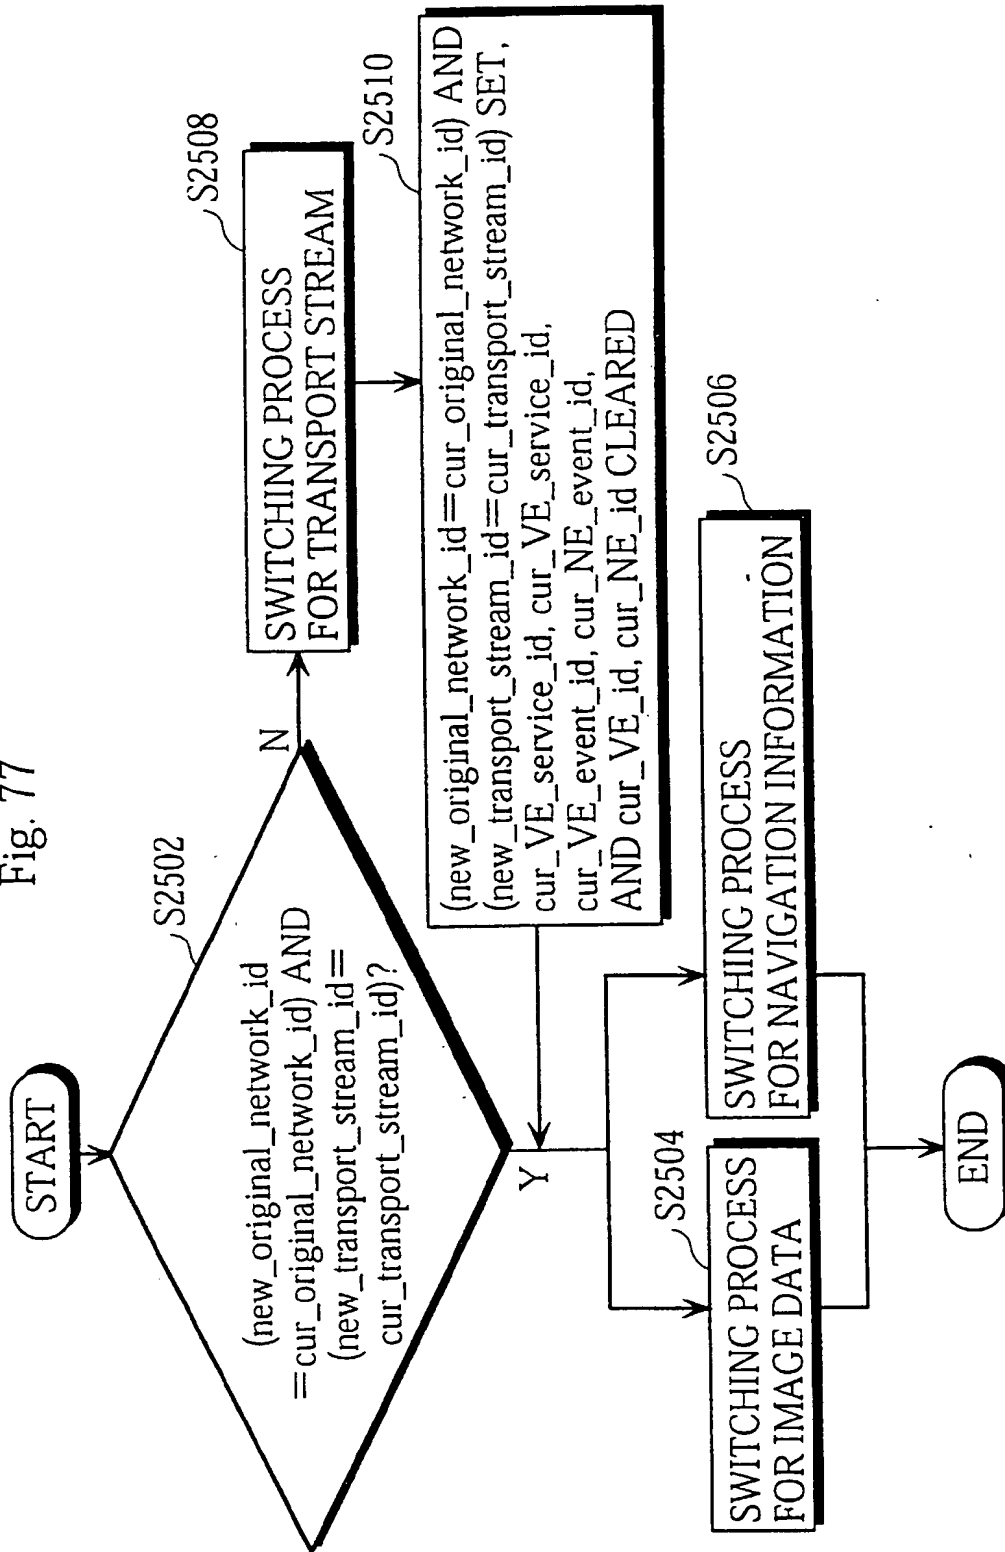 Fig. 77
START
S2502
(new_original_network_id
=cur_original_network_id) AND
(new_transport_stream_id=
cur_transport_stream_id)?
N
S2508
SWITCHING PROCESS
FOR TRANSPORT STREAM
S2510
(new_original_network_id=cur_original_network_id) AND
(new_transport_stream_id=cur_transport_stream_id) SET,
cur_VE_service_id, cur_VE_service_id,
cur_VE_event_id, cur_NE_event_id,
AND cur_VE_id, cur_NE_id CLEARED
Y
S2504
SWITCHING PROCESS
FOR IMAGE DATA
S2506
SWITCHING PROCESS
FOR NAVIGATION INFORMATION
END